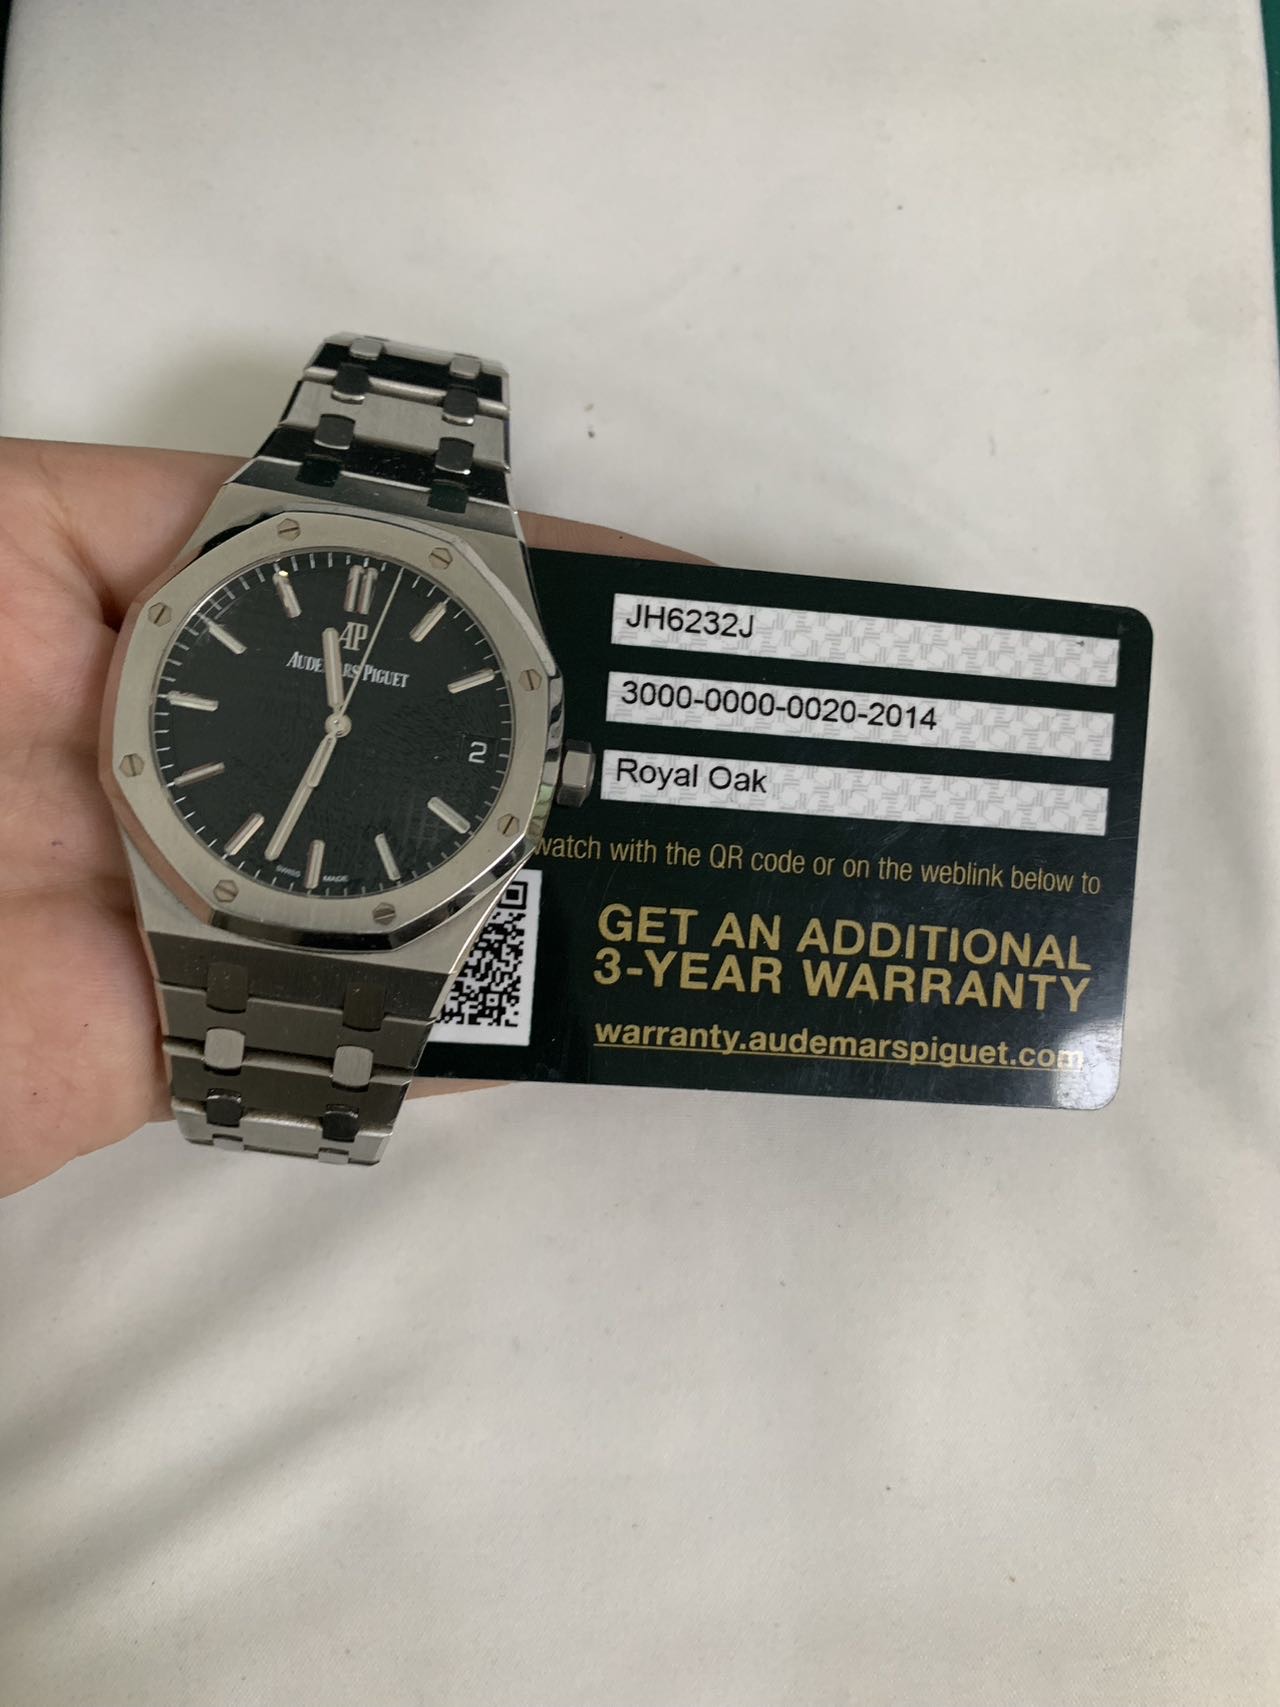 AP
AUDEMARS PIGUET
2
SWISS MADE
JH6232J
3000-0000-0020-2014
Royal Oak
watch with the QR code or on the weblink below to
GET AN ADDITIONAL
3-YEAR WARRANTY
warranty.audemarspiguet.com